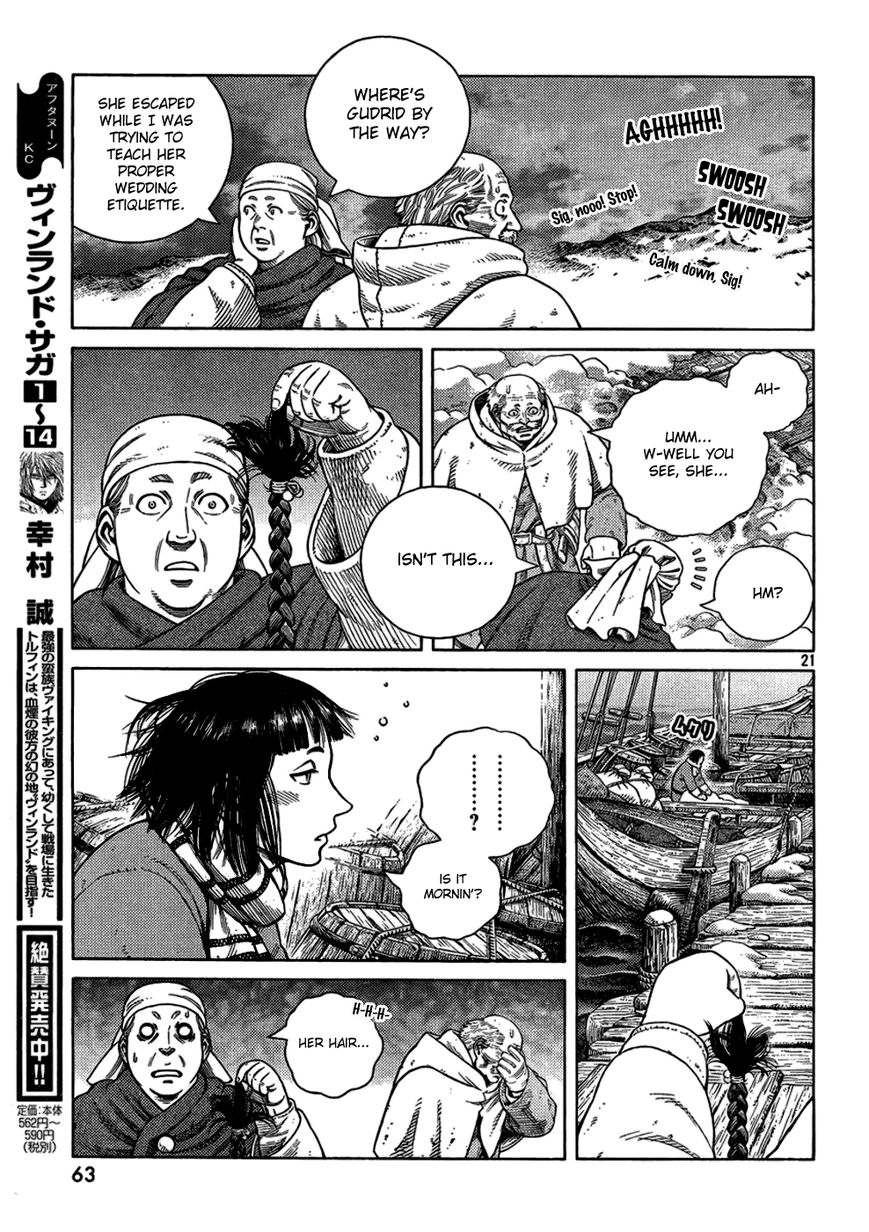 WHERE'S
GUDRID BY
THE WAY?
SHE ESCAPED
WHILE I WAS
TRYING TO
TEACH HER
PROPER
WEDDING
ETIQUETTE.
AGHHHHH!
SWOOSH
SWOOSH
Sig, nooo! Stop!
Calm down, Sig!
AH-
UMM...
W-WELL YOU
SEE, SHE...
HM?
ISN'T THIS...
21
ムクリ
………
………?
IS IT
MORNIN'?
H-H-H-
HER HAIR...
63
アフタヌーン
KC
ヴィンランド・サガ
1
～
14
幸村 誠
最強の蛮族ヴァイキングにあって、幼くして戦場に生きた
トルフィンは、血煙の彼方の幻の地“ヴィンランド”を目指す!
絶賛発売中!!
定価:本体
562円～
590円
(税別)